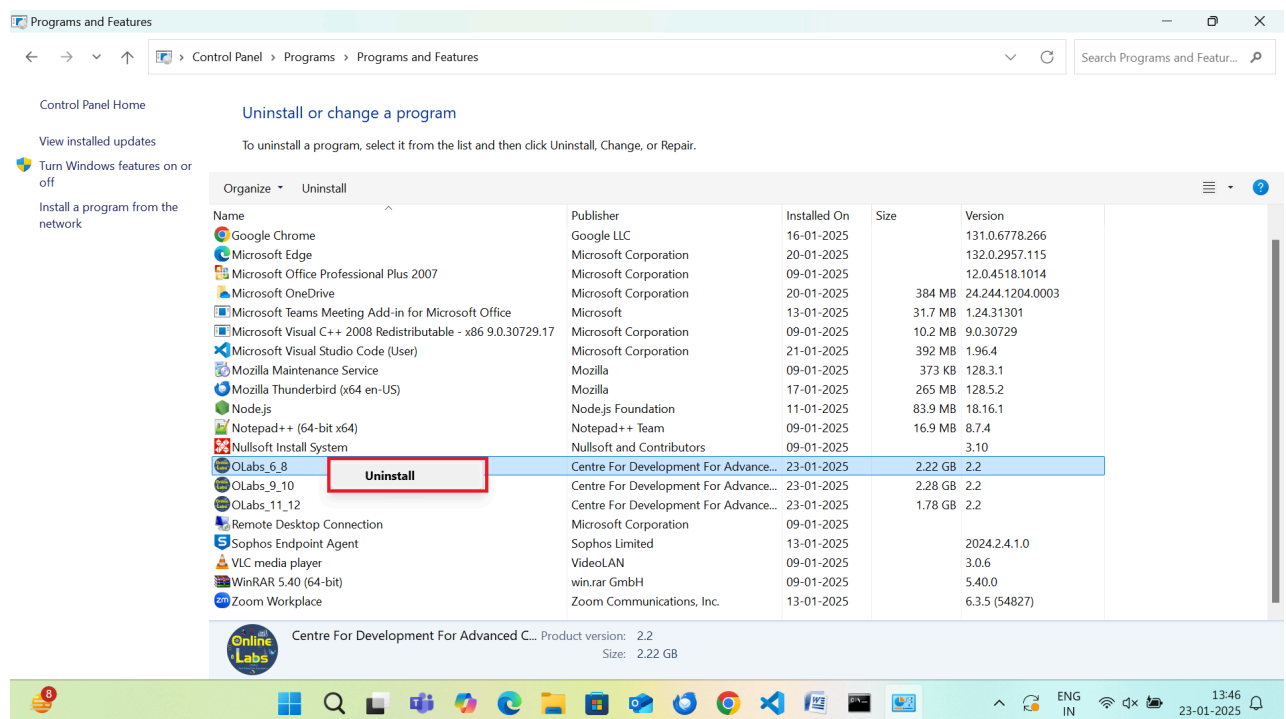 Programs and Features
Control Panel > Programs > Programs and Features
Search Programs and Featur...
Control Panel Home
View installed updates
Turn Windows features on or
off
Install a program from the
network
Uninstall or change a program
To uninstall a program, select it from the list and then click Uninstall, Change, or Repair.
Organize Uninstall
Name Publisher Installed On Size Version
Google Chrome Google LLC 16-01-2025 131.0.6778.266
Microsoft Edge Microsoft Corporation 20-01-2025 132.0.2957.115
Microsoft Office Professional Plus 2007 Microsoft Corporation 09-01-2025 12.0.4518.1014
Microsoft OneDrive Microsoft Corporation 20-01-2025 384 MB 24.244.1204.0003
Microsoft Teams Meeting Add-in for Microsoft Office Microsoft 13-01-2025 31.7 MB 1.24.31301
Microsoft Visual C++ 2008 Redistributable - x86 9.0.30729.17 Microsoft Corporation 09-01-2025 10.2 MB 9.0.30729
Microsoft Visual Studio Code (User) Microsoft Corporation 21-01-2025 392 MB 1.96.4
Mozilla Maintenance Service Mozilla 09-01-2025 373 KB 128.3.1
Mozilla Thunderbird (x64 en-US) Mozilla 17-01-2025 265 MB 128.5.2
Node.js Node.js Foundation 11-01-2025 83.9 MB 18.16.1
Notepad++ (64-bit x64) Notepad++ Team 09-01-2025 16.9 MB 8.7.4
Nullsoft Install System Nullsoft and Contributors 09-01-2025 3.10
OLabs_6_8 Centre For Development For Advance... 23-01-2025 2.22 GB 2.2
Uninstall
OLabs_9_10 Centre For Development For Advance... 23-01-2025 2.28 GB 2.2
OLabs_11_12 Centre For Development For Advance... 23-01-2025 1.78 GB 2.2
Remote Desktop Connection Microsoft Corporation 09-01-2025
Sophos Endpoint Agent Sophos Limited 13-01-2025 2024.2.4.1.0
VLC media player VideoLAN 09-01-2025 3.0.6
WinRAR 5.40 (64-bit) win.rar GmbH 09-01-2025 5.40.0
Zoom Workplace Zoom Communications, Inc. 13-01-2025 6.3.5 (54827)
Online
Labs
Centre For Development For Advanced C... Product version: 2.2
Size: 2.22 GB
8
ENG
IN
13:46
23-01-2025